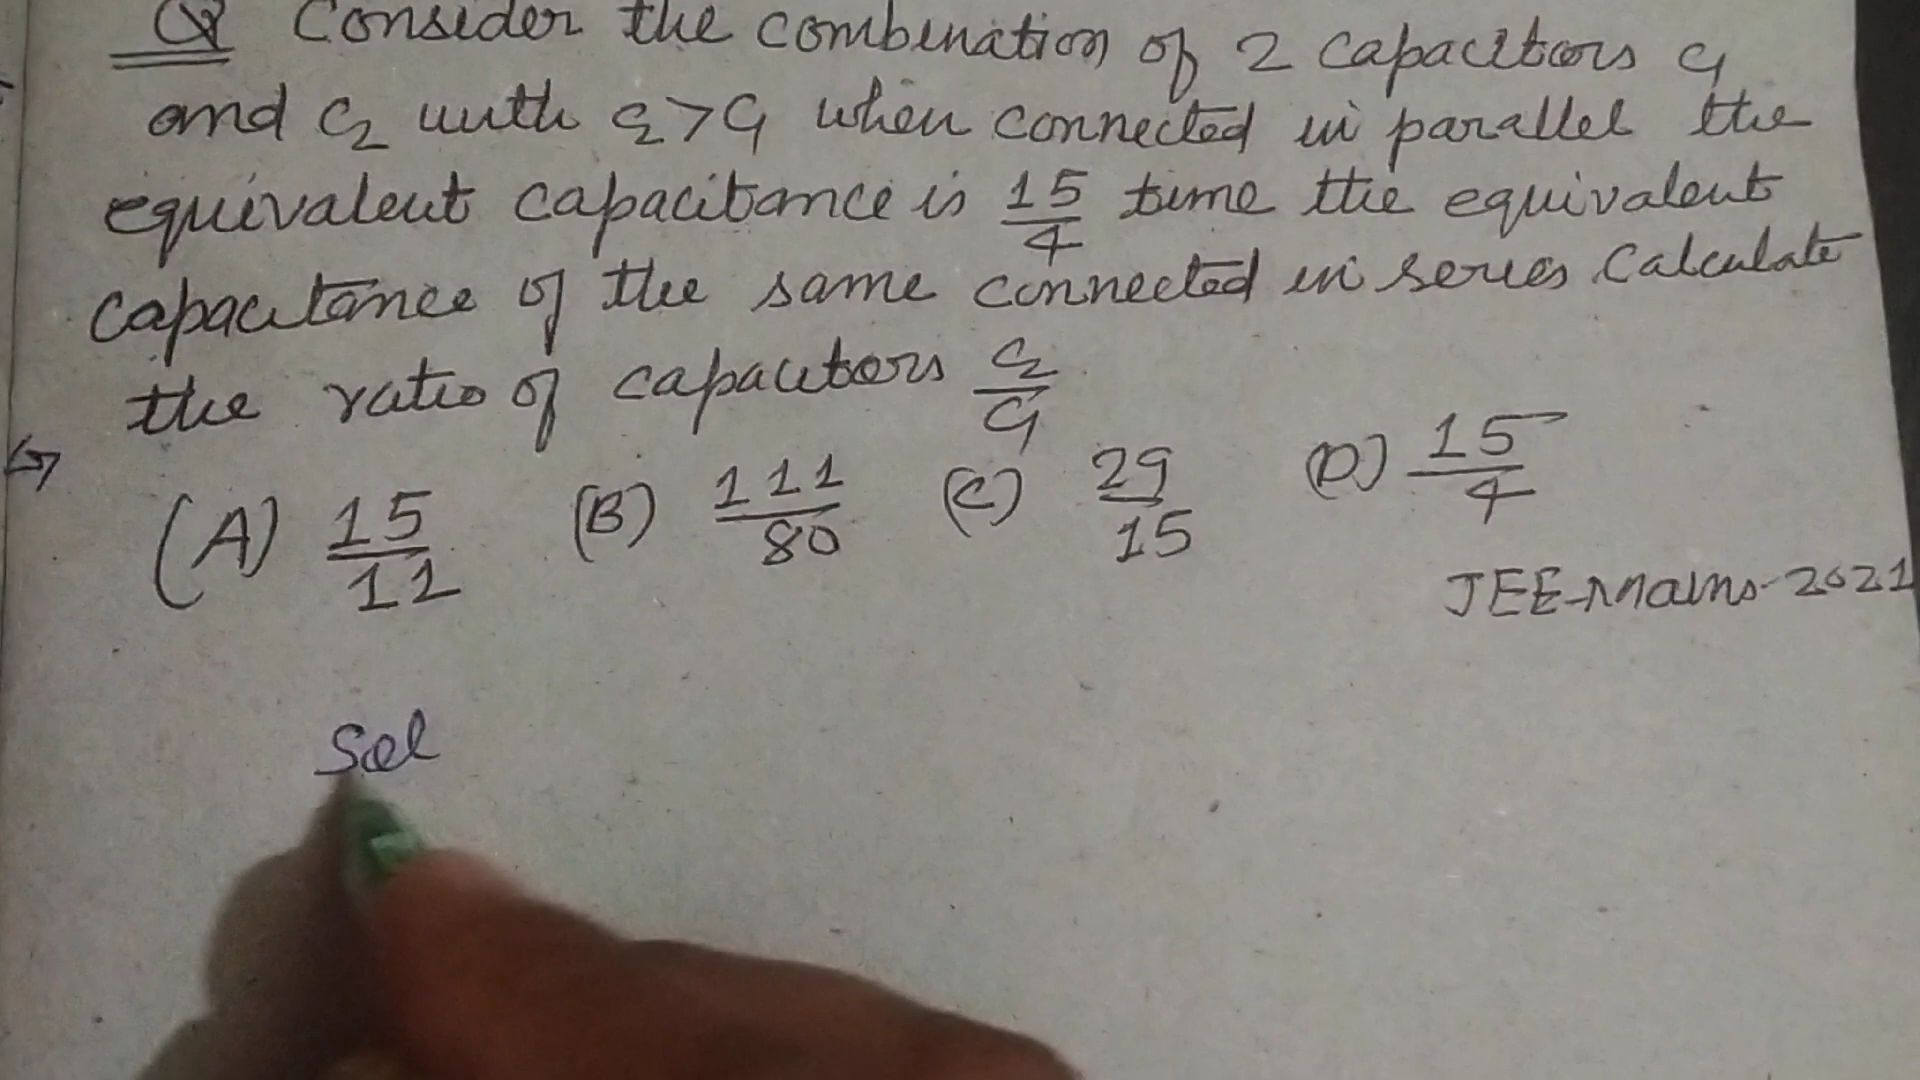 Q Consider the combination of 2 capacitors C1
and C2 with C2>C1 when connected in parallel the
equivalent capacitance is 15/4 time the equivalent
capacitance of the same connected in series Calculate
the ratio of capacitors C2/C1
(A) 15/11 (B) 111/80 (C) 29/15 (D) 15/4
JEE-Mains-2021
Sol